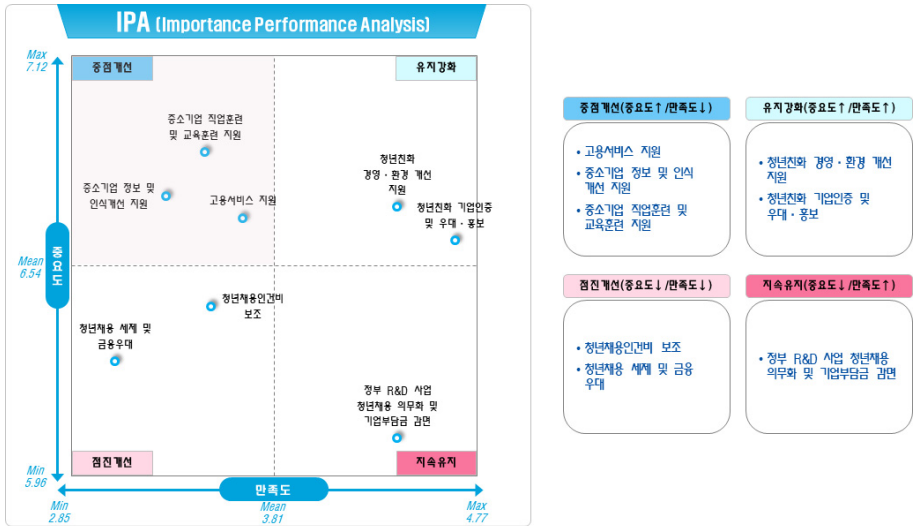 IPA (Importance Performance Analysis)
Max
7.12
중점개선
유지강화
중소기업 직업훈련
및 교육훈련 지원
청년친화
경영·환경 개선
지원
중소기업 정보 및
인식개선 지원
고용서비스 지원
청년친화 기업인증
및 우대·홍보
중요도
Mean
6.54
청년채용인건비
보조
청년채용 세제 및
금융우대
정부 R&D 사업
청년채용 의무화 및
기업부담금 감면
점진개선
지속유지
Min
5.96
만족도
Min
2.85
Mean
3.81
Max
4.77
중점개선(중요도↑/만족도↓)
• 고용서비스 지원
• 중소기업 정보 및 인식
개선 지원
• 중소기업 직업훈련 및
교육훈련 지원
유지강화(중요도↑/만족도↑)
• 청년친화 경영·환경 개선
지원
• 청년친화 기업인증 및
우대·홍보
점진개선(중요도↓/만족도↓)
• 청년채용인건비 보조
• 청년채용 세제 및 금융
우대
지속유지(중요도↓/만족도↑)
• 정부 R&D 사업 청년채용
의무화 및 기업부담금 감면